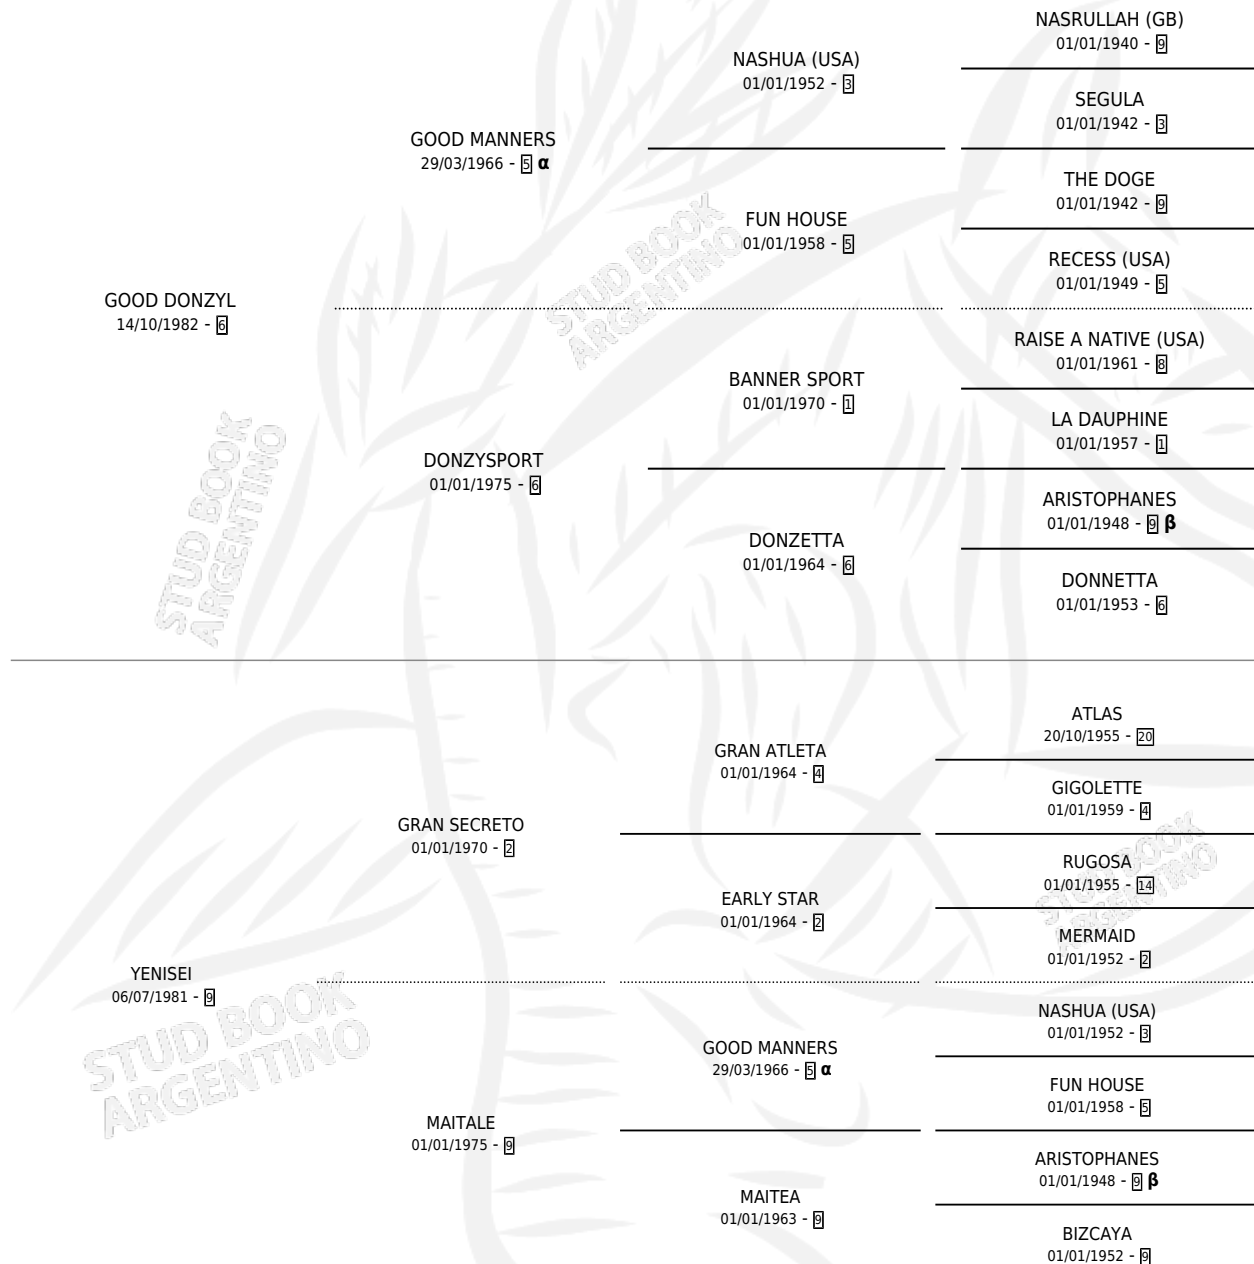 NASRULLAH (GB)
01/01/1940 - 9
NASHUA (USA)
01/01/1952 - 3
SEGULA
01/01/1942 - 3
GOOD MANNERS
29/03/1966 - 5 α
THE DOGE
01/01/1942 - 9
FUN HOUSE
01/01/1958 - 5
RECESS (USA)
01/01/1949 - 5
GOOD DONZYL
14/10/1982 - 6
RAISE A NATIVE (USA)
01/01/1961 - 8
BANNER SPORT
01/01/1970 - 1
LA DAUPHINE
01/01/1957 - 1
DONZYSPORT
01/01/1975 - 6
ARISTOPHANES
01/01/1948 - 9 β
DONZETTA
01/01/1964 - 6
DONNETTA
01/01/1953 - 6
ATLAS
20/10/1955 - 20
GRAN ATLETA
01/01/1964 - 4
GIGOLETTE
01/01/1959 - 4
GRAN SECRETO
01/01/1970 - 2
RUGOSA
01/01/1955 - 14
EARLY STAR
01/01/1964 - 2
MERMAID
01/01/1952 - 2
YENISEI
06/07/1981 - 9
NASHUA (USA)
01/01/1952 - 3
GOOD MANNERS
29/03/1966 - 5 α
FUN HOUSE
01/01/1958 - 5
MAITALE
01/01/1975 - 9
ARISTOPHANES
01/01/1948 - 9 β
MAITEA
01/01/1963 - 9
BIZCAYA
01/01/1952 - 9
STUD BOOK
ARGENTINO
STUD BOOK
ARGENTINO
STUD BOOK
ARGENTINO
STUD BOOK
ARGENTINO